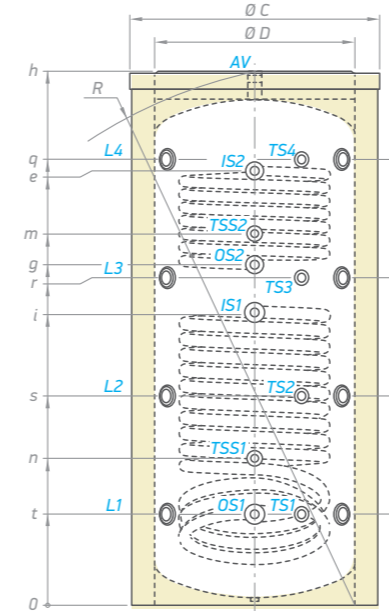 Ø C
Ø D
h
AV
R
q
L4
IS2
TS4
e
m
TSS2
g
OS2
L3
r
TS3
i
IS1
s
L2
TS2
TSS1
n
t
L1
OS1
TS1
0